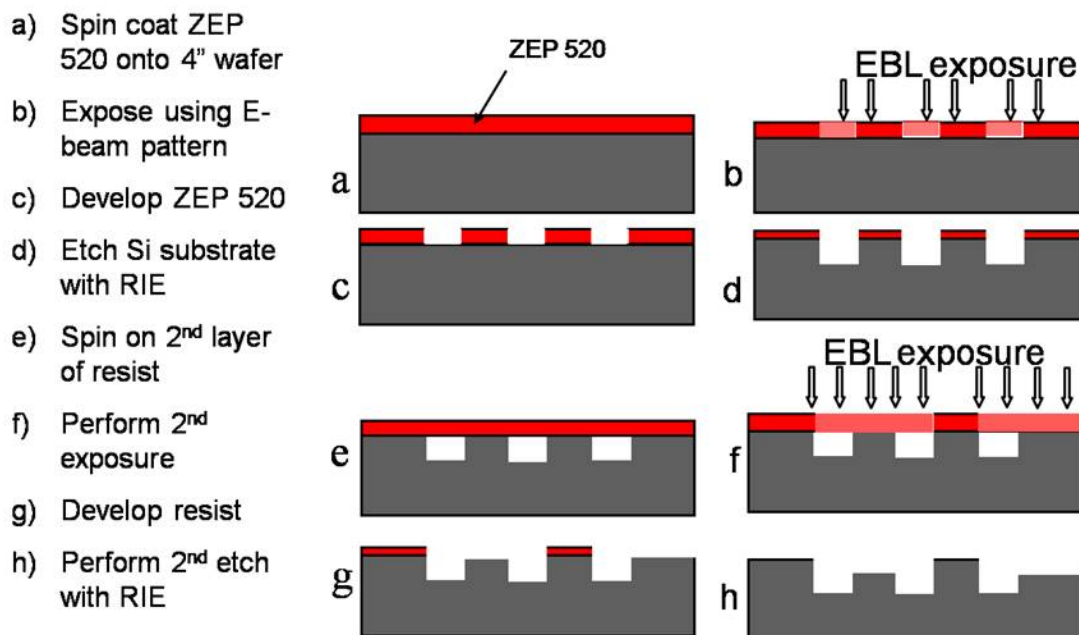 a) Spin coat ZEP
520 onto 4” wafer
b) Expose using E-
beam pattern
c) Develop ZEP 520
d) Etch Si substrate
with RIE
e) Spin on 2nd layer
of resist
f) Perform 2nd
exposure
g) Develop resist
h) Perform 2nd etch
with RIE
ZEP 520
EBL exposure
a
b
c
d
EBL exposure
e
f
g
h